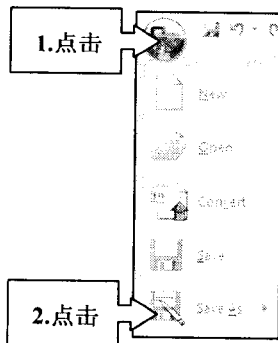 1.点击
New
Open
Convert
Save
Save As
2.点击